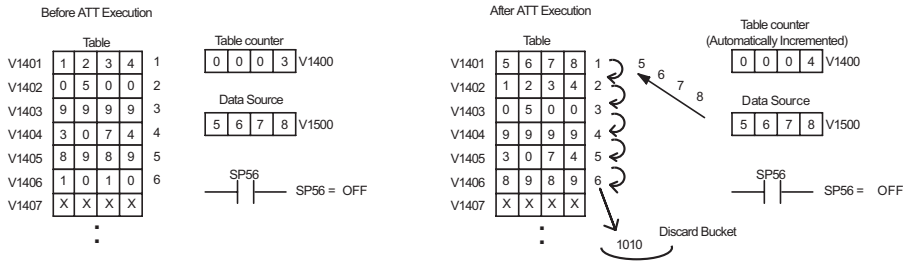 Before ATT Execution
Table
V1401 1 2 3 4 1
V1402 0 5 0 0 2
V1403 9 9 9 9 3
V1404 3 0 7 4 4
V1405 8 9 8 9 5
V1406 1 0 1 0 6
V1407 X X X X
Table counter
0 0 0 3 V1400
Data Source
5 6 7 8 V1500
SP56
SP56 = OFF
After ATT Execution
Table
V1401 5 6 7 8 1
V1402 1 2 3 4 2
V1403 0 5 0 0 3
V1404 9 9 9 9 4
V1405 3 0 7 4 5
V1406 8 9 8 9 6
V1407 X X X X
5 6 7 8
Table counter
(Automatically Incremented)
0 0 0 4 V1400
Data Source
5 6 7 8 V1500
SP56
SP56 = OFF
Discard Bucket
1010